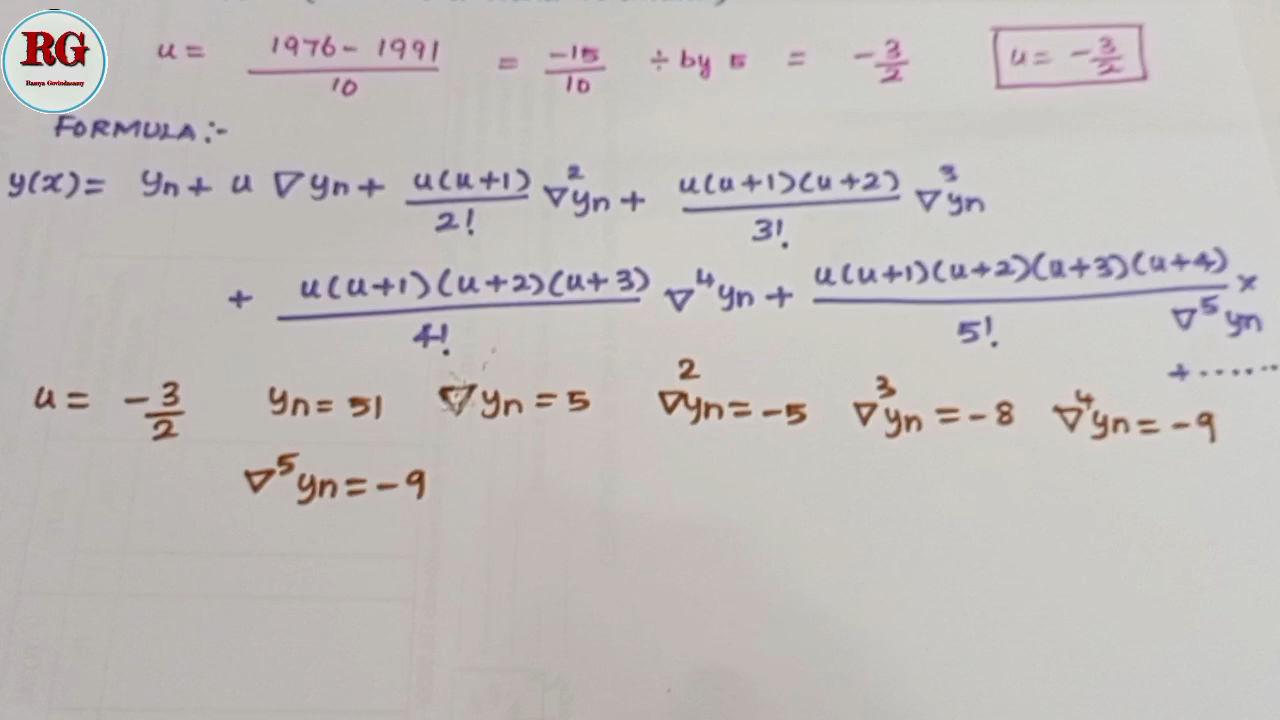 RG
Ramya Govindasamy
u = 1976 - 1991 / 10 = -15 / 10 ÷ by 5 = -3/2 u = -3/2
FORMULA :-
y(x) = yn + u ∇yn + u(u+1) / 2! ∇²yn + u(u+1)(u+2) / 3! ∇³yn
+ u(u+1)(u+2)(u+3) / 4! ∇⁴yn + u(u+1)(u+2)(u+3)(u+4) / 5! × ∇⁵yn
+ ......
u = -3/2 yn = 51 ∇yn = 5 ∇²yn = -5 ∇³yn = -8 ∇⁴yn = -9
∇⁵yn = -9